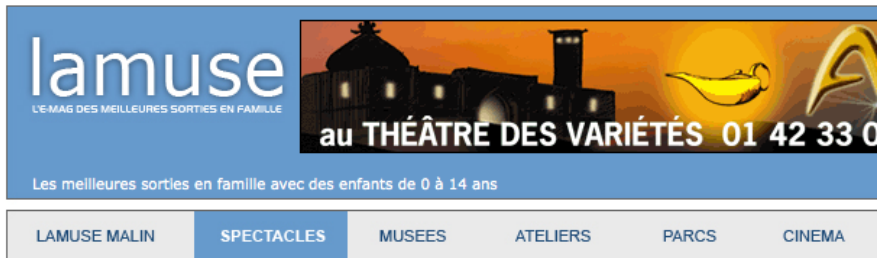 lamuse
L'E-MAG DES MEILLEURES SORTIES EN FAMILLE
au THÉÂTRE DES VARIÉTÉS 01 42 33 0
Les meilleures sorties en famille avec des enfants de 0 à 14 ans
LAMUSE MALIN SPECTACLES MUSEES ATELIERS PARCS CINEMA